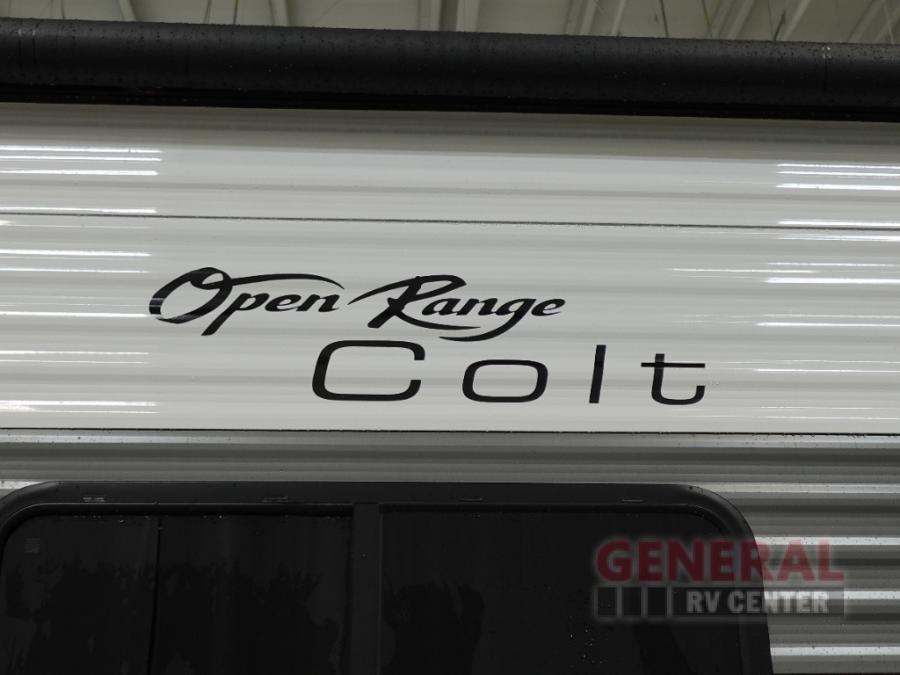 Open Range
Colt
GENERAL
RV CENTER